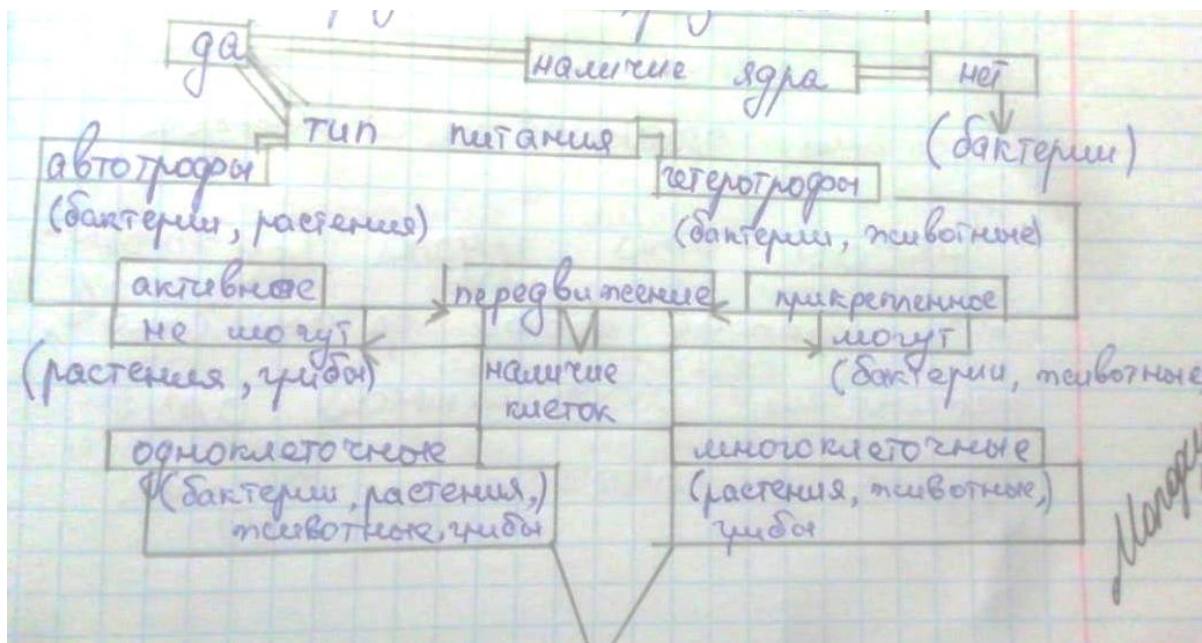 да
наличие ядра
нет
тип питания
(бактерии)
автотрофы
гетеротрофы
(бактерии, растения)
(бактерии, животные)
активное
передвижение
прикрепленное
не могут
могут
(растения, грибы)
наличие
клеток
(бактерии, животные
одноклеточные
многоклеточные
(бактерии, растения,)
животные, грибы
(растения, животные,)
грибы